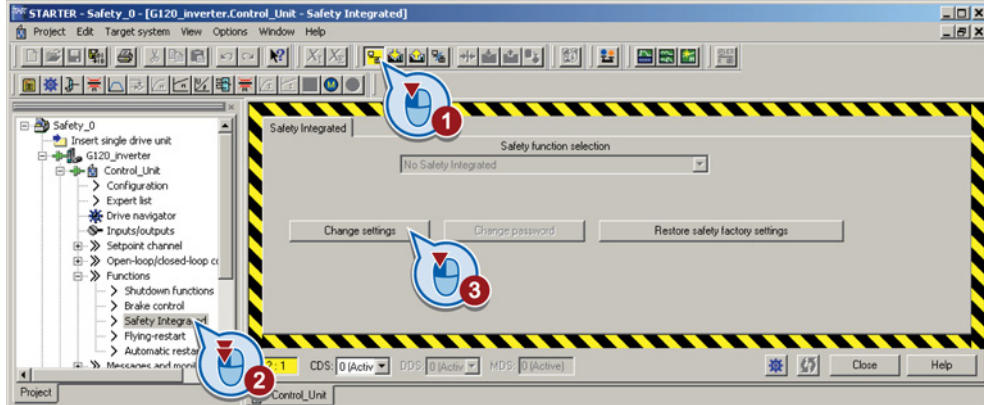 STARTER - Safety_0 - [G120_inverter.Control_Unit - Safety Integrated]
Project Edit Target system View Options Window Help
1
Safety_0
Insert single drive unit
G120_inverter
Control_Unit
Configuration
Expert list
Drive navigator
Inputs/outputs
Setpoint channel
Open-loop/closed-loop co
Functions
Shutdown functions
Brake control
Safety Integrated
Flying-restart
Automatic restar
Messages and moni
2
Project
Safety Integrated
Safety function selection
No Safety Integrated
Change settings
Change password
Restore safety factory settings
3
CDS: 0 (Activ DDS: 0 (Activ MDS: 0 (Active)
Close
Help
Control_Unit